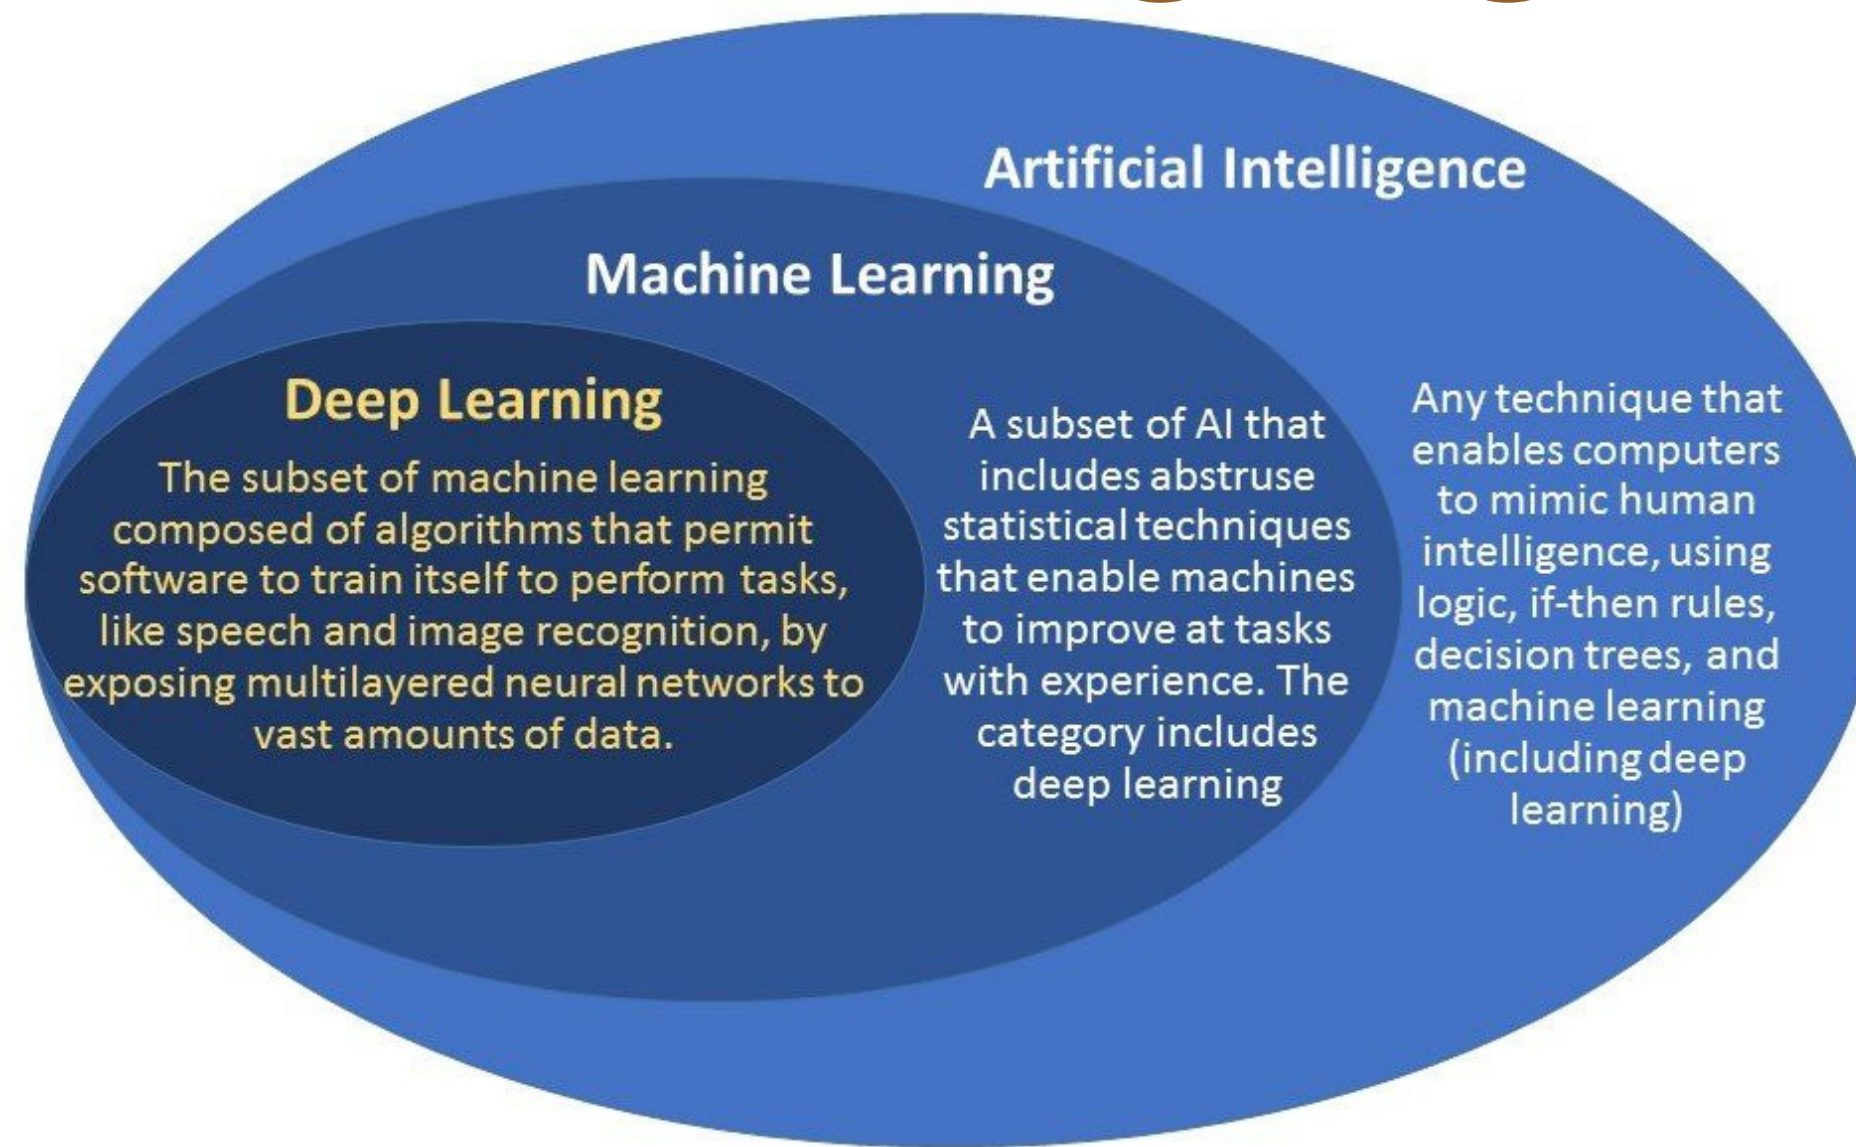 Artificial Intelligence
Machine Learning
Deep Learning
The subset of machine learning
composed of algorithms that permit
software to train itself to perform tasks,
like speech and image recognition, by
exposing multilayered neural networks to
vast amounts of data.
A subset of AI that
includes abstruse
statistical techniques
that enable machines
to improve at tasks
with experience. The
category includes
deep learning
Any technique that
enables computers
to mimic human
intelligence, using
logic, if-then rules,
decision trees, and
machine learning
(including deep
learning)